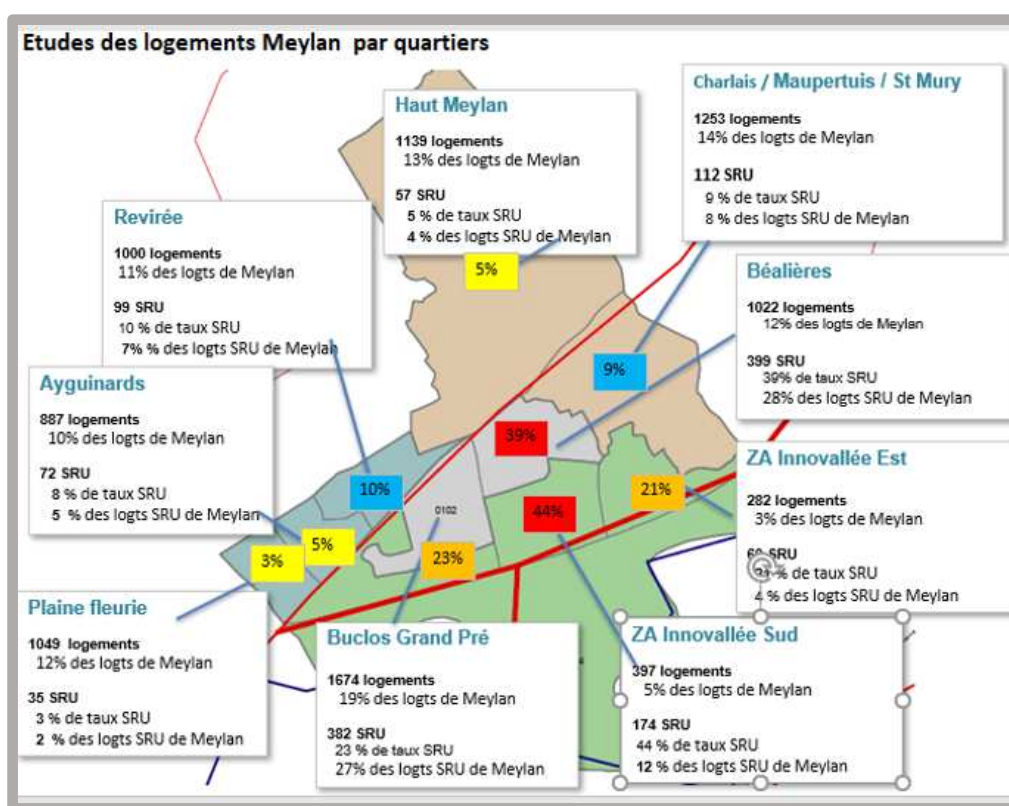 Etudes des logements Meylan par quartiers
Haut Meylan
1139 logements
13% des logts de Meylan
57 SRU
5 % de taux SRU
4 % des logts SRU de Meylan
5%
Charlais / Maupertuis / St Mury
1253 logements
14% des logts de Meylan
112 SRU
9 % de taux SRU
8 % des logts SRU de Meylan
9%
Revirée
1000 logements
11% des logts de Meylan
99 SRU
10 % de taux SRU
7% % des logts SRU de Meylan
10%
Béalières
1022 logements
12% des logts de Meylan
399 SRU
39% de taux SRU
28% des logts SRU de Meylan
39%
Ayguinards
887 logements
10% des logts de Meylan
72 SRU
8 % de taux SRU
5 % des logts SRU de Meylan
5%
ZA Innovallée Est
282 logements
3% des logts de Meylan
SRU
% de taux SRU
4 % des logts SRU de Meylan
21%
0102
44%
23%
3%
Plaine fleurie
1049 logements
12% des logts de Meylan
35 SRU
3 % de taux SRU
2 % des logts SRU de Meylan
Buclos Grand Pré
1674 logements
19% des logts de Meylan
382 SRU
23 % de taux SRU
27% des logts SRU de Meylan
ZA Innovallée Sud
397 logements
5% des logts de Meylan
174 SRU
44 % de taux SRU
12 % des logts SRU de Meylan